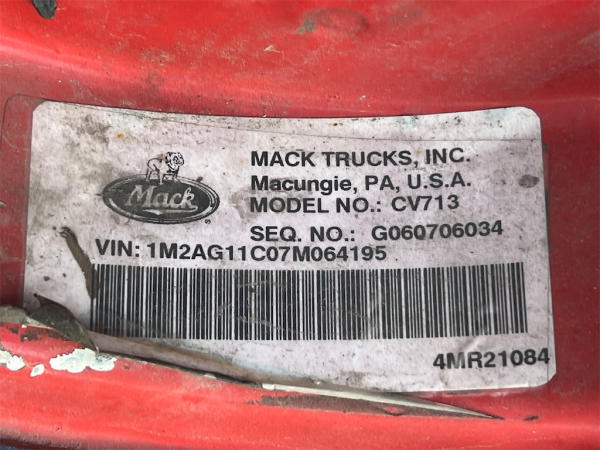 Mack
MACK TRUCKS, INC.
Macungie, PA, U.S.A.
MODEL NO.: CV713
SEQ. NO.: G060706034
VIN: 1M2AG11C07M064195
4MR21084